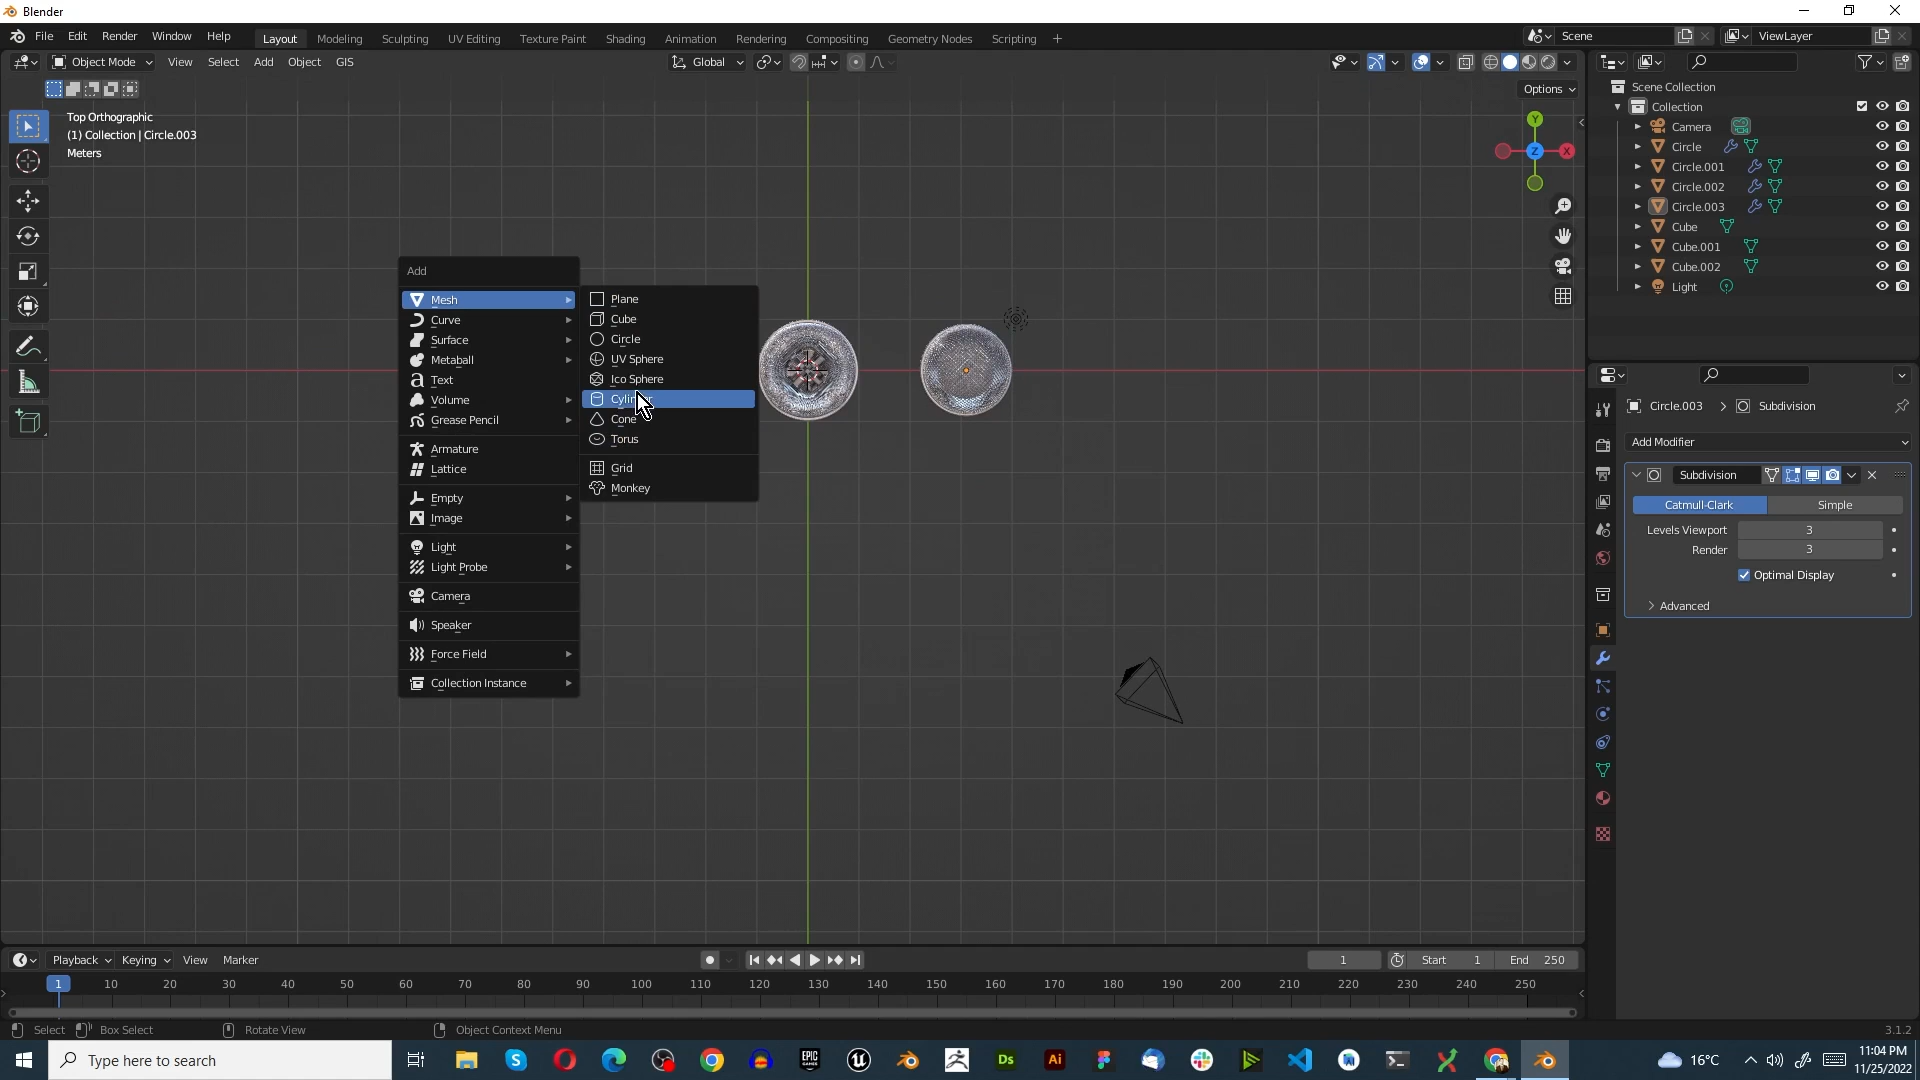 Blender
File Edit Render Window Help
Layout Modeling Sculpting UV Editing Texture Paint Shading Animation Rendering Compositing Geometry Nodes Scripting +
Scene ViewLayer
Object Mode View Select Add Object GIS
Global
Options
Top Orthographic
(1) Collection | Circle.003
Meters
Y
Z X
Add
Mesh
Curve
Surface
Metaball
Text
Volume
Grease Pencil
Armature
Lattice
Empty
Image
Light
Light Probe
Camera
Speaker
Force Field
Collection Instance
Plane
Cube
Circle
UV Sphere
Ico Sphere
Cone
Torus
Grid
Monkey
Scene Collection
Collection
Camera
Circle
Circle.001
Circle.002
Circle.003
Cube
Cube.001
Cube.002
Light
Circle.003 > Subdivision
Add Modifier
Subdivision
Catmull-Clark Simple
Levels Viewport 3
Render 3
Optimal Display
Advanced
Playback Keying View Marker
1 Start 1 End 250
1 10 20 30 40 50 60 70 80 90 100 110 120 130 140 150 160 170 180 190 200 210 220 230 240 250
Select Box Select Rotate View Object Context Menu 3.1.2
Type here to search
EPIC GAMES
Ds
Ai
16°C
11:04 PM
11/25/2022